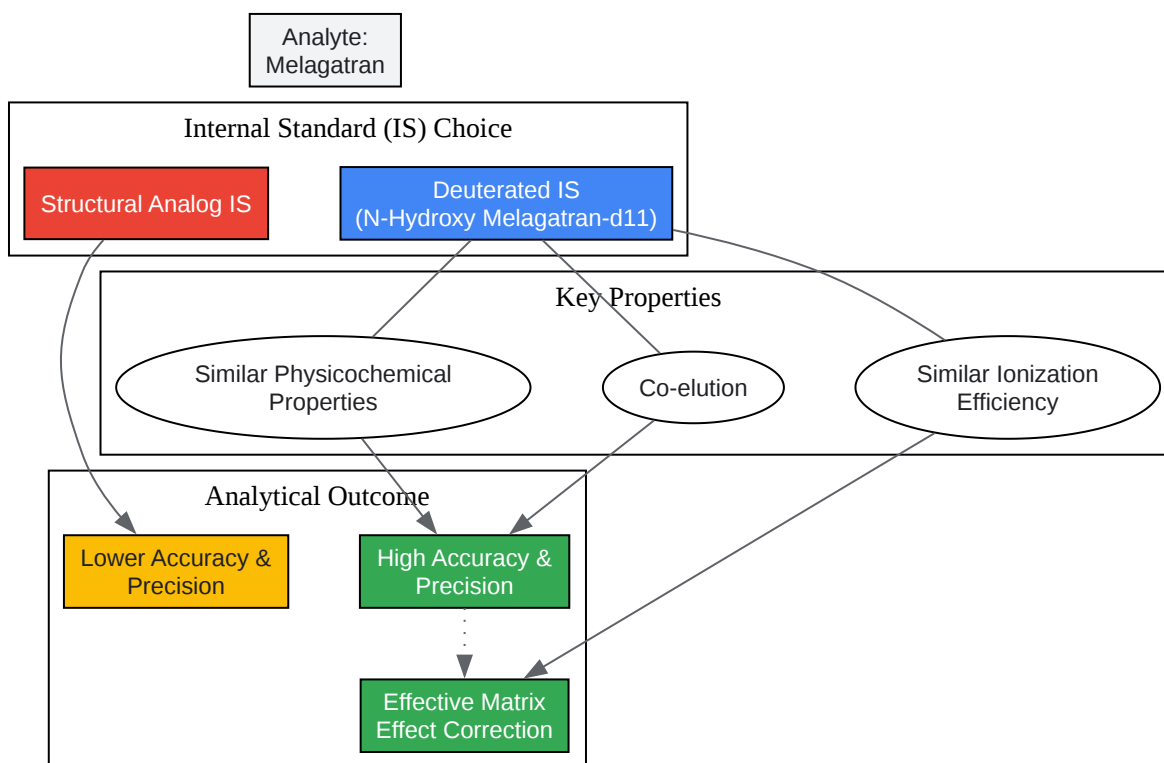 Analyte:
Melagatran
Internal Standard (IS) Choice
Structural Analog IS
Deuterated IS
(N-Hydroxy Melagatran-d11)
Key Properties
Similar Physicochemical
Properties
Co-elution
Similar Ionization
Efficiency
Analytical Outcome
Lower Accuracy &
Precision
High Accuracy &
Precision
Effective Matrix
Effect Correction